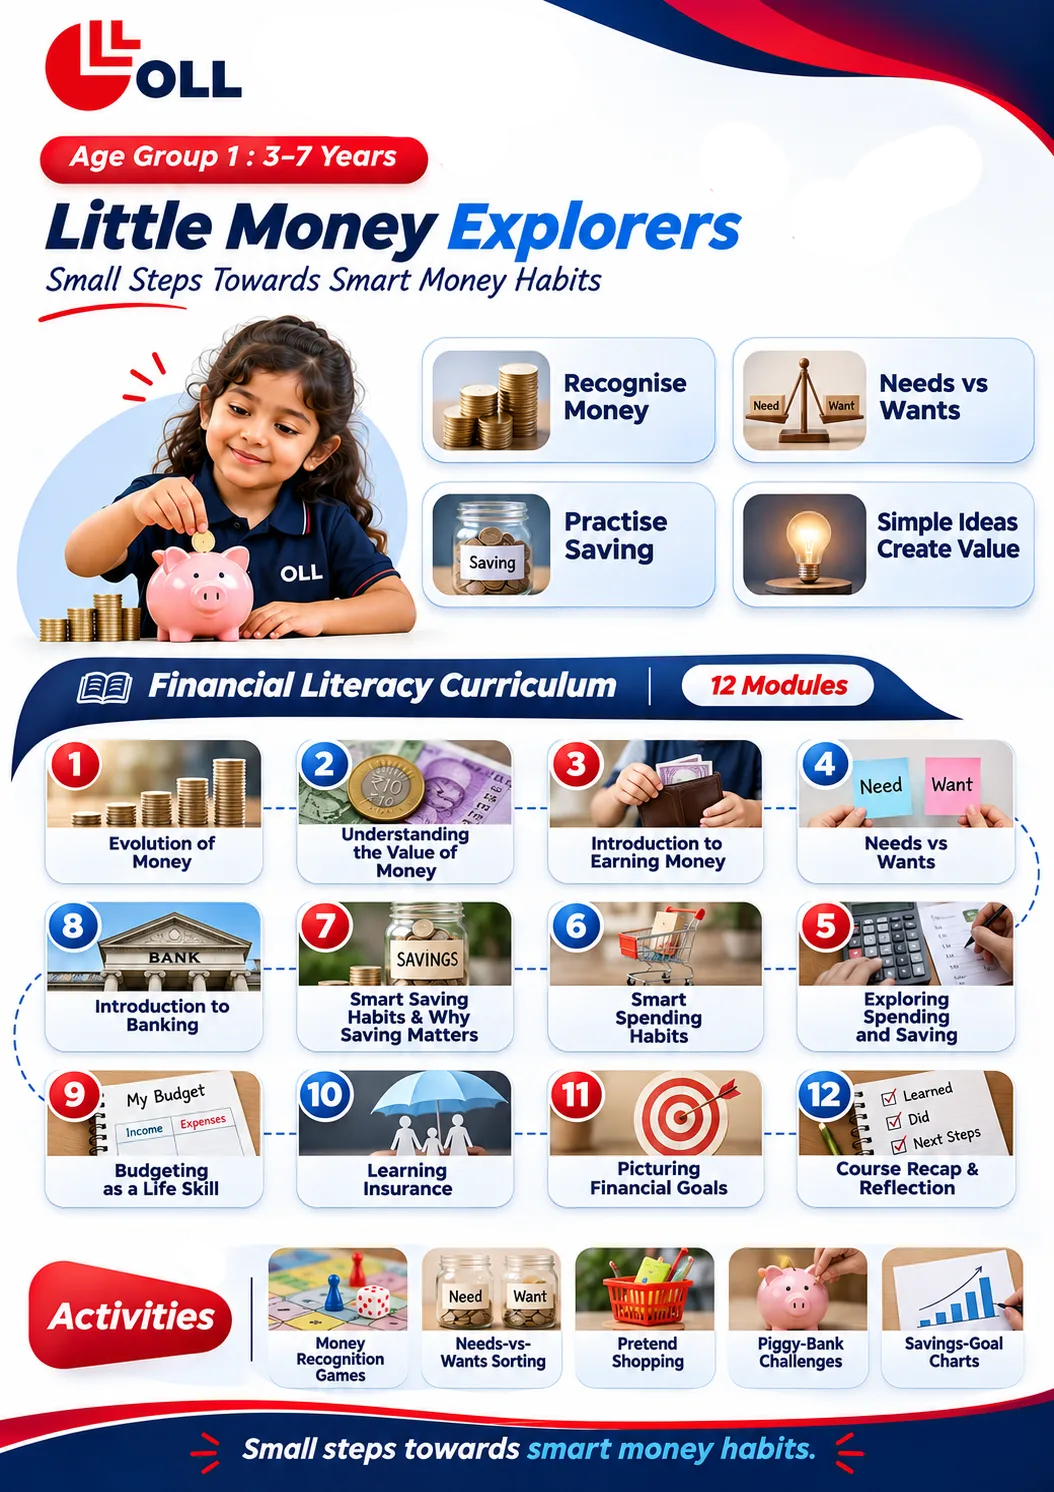 OLL
Age Group 1 : 3–7 Years
Little Money Explorers
Small Steps Towards Smart Money Habits
OLL
Recognise
Money
Need
Want
Needs vs
Wants
Saving
Practise
Saving
Simple Ideas
Create Value
Financial Literacy Curriculum
12 Modules
1
Evolution of
Money
2
₹10
Understanding
the Value of
Money
3
Introduction to
Earning Money
4
Need
Want
Needs vs
Wants
8
BANK
Introduction to
Banking
7
SAVINGS
Smart Saving
Habits & Why
Saving Matters
6
Smart
Spending
Habits
5
Exploring
Spending
and Saving
9
My Budget
Income
Expenses
Budgeting
as a Life Skill
10
Learning
Insurance
11
Picturing
Financial Goals
12
Learned
Did
Next Steps
Course Recap &
Reflection
Activities
Money
Recognition
Games
Need
Want
Needs-vs-
Wants Sorting
Pretend
Shopping
Piggy-Bank
Challenges
Savings-Goal
Charts
Small steps towards smart money habits.